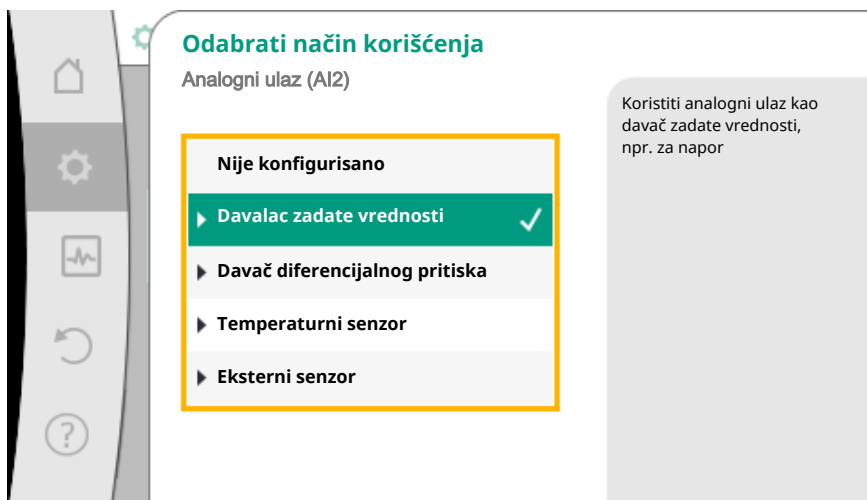 Odabrati način korišćenja
Analogni ulaz (AI2)
Nije konfigurisano
Davalac zadate vrednosti
Davač diferencijalnog pritiska
Temperaturni senzor
Eksterni senzor
Koristiti analogni ulaz kao
davač zadate vrednosti,
npr. za napor
?